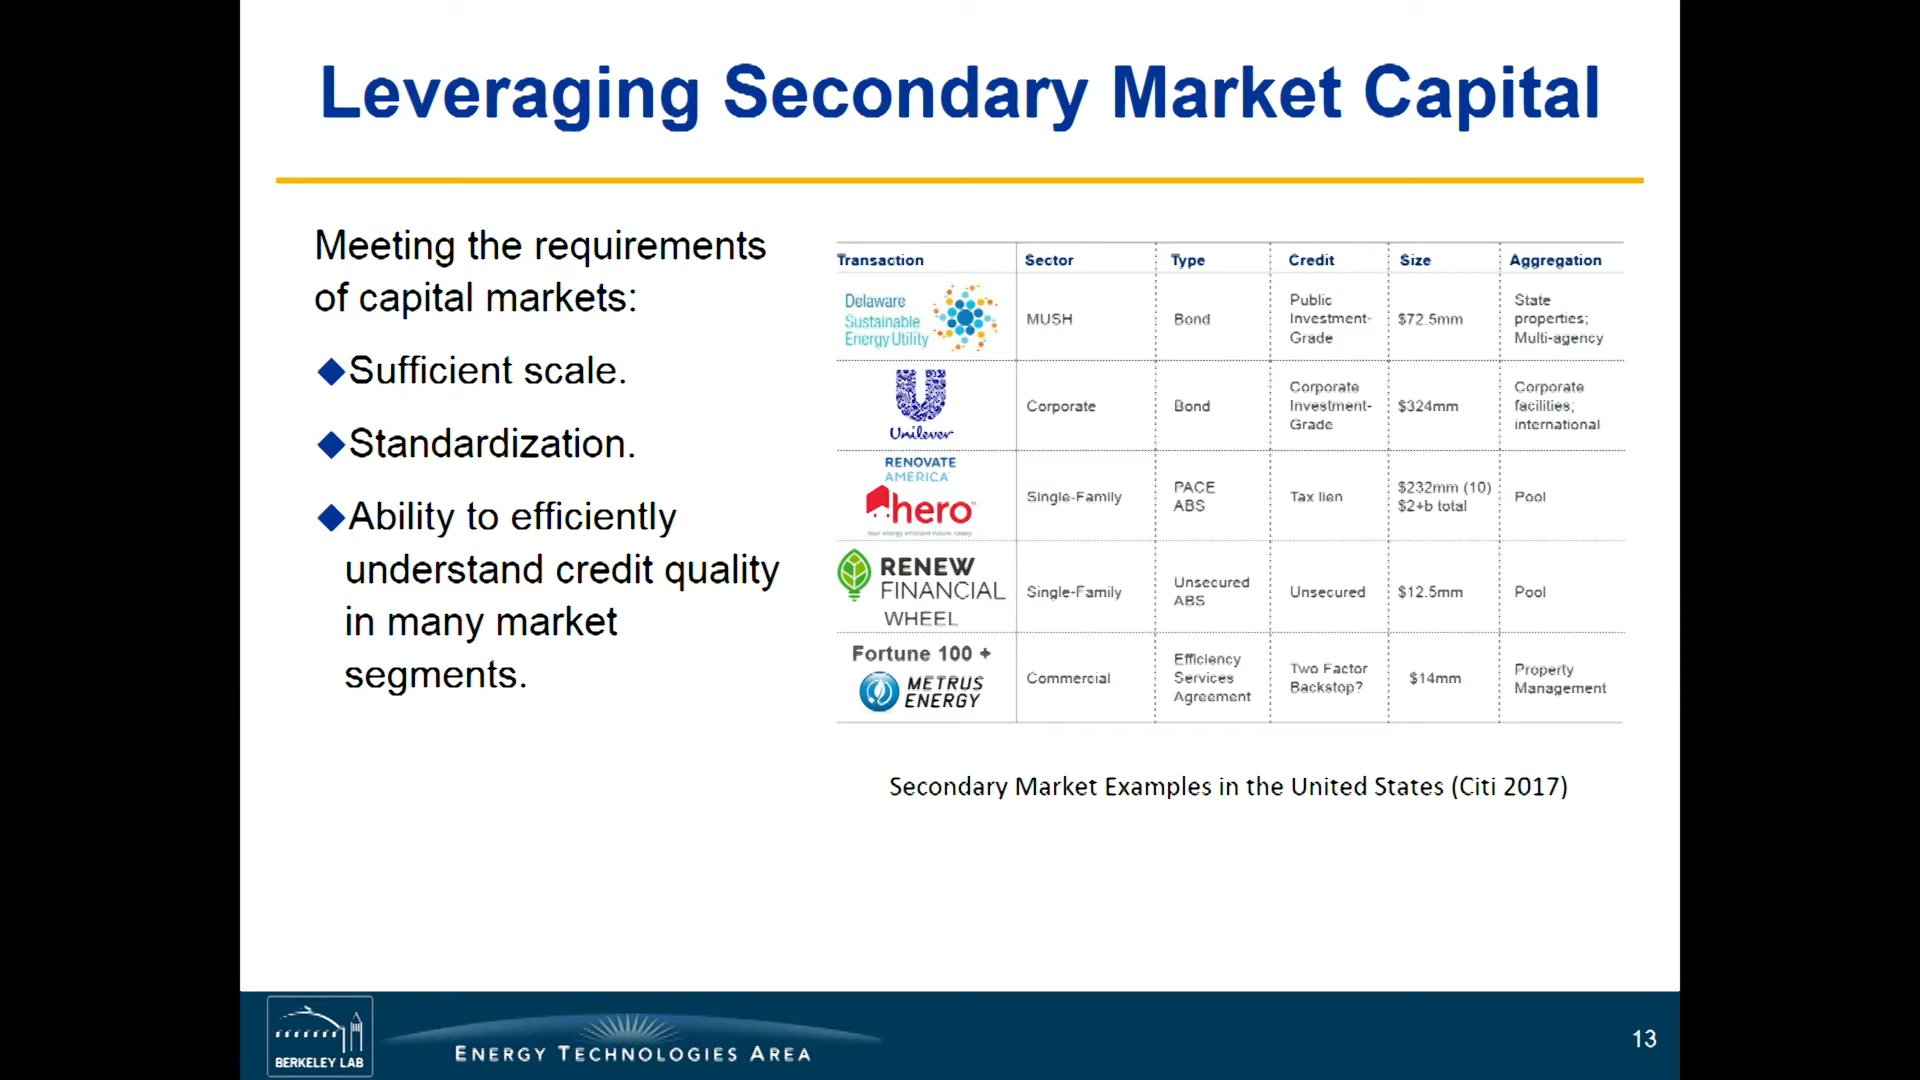 Leveraging Secondary Market Capital
Meeting the requirements
of capital markets:
Sufficient scale.
Standardization.
Ability to efficiently
understand credit quality
in many market
segments.
Transaction Sector Type Credit Size Aggregation
Delaware
Sustainable
Energy Utility
MUSH
Bond
Public
Investment-
Grade
$72.5mm
State
properties;
Multi-agency
Unilever
Corporate
Bond
Corporate
Investment-
Grade
$324mm
Corporate
facilities;
international
RENOVATE
AMERICA
hero
Your energy efficient future, today.
Single-Family
PACE
ABS
Tax lien
$232mm (10)
$2+b total
Pool
RENEW
FINANCIAL
WHEEL
Single-Family
Unsecured
ABS
Unsecured
$12.5mm
Pool
Fortune 100 +
METRUS
ENERGY
Commercial
Efficiency
Services
Agreement
Two Factor
Backstop?
$14mm
Property
Management
Secondary Market Examples in the United States (Citi 2017)
BERKELEY LAB
ENERGY TECHNOLOGIES AREA
13